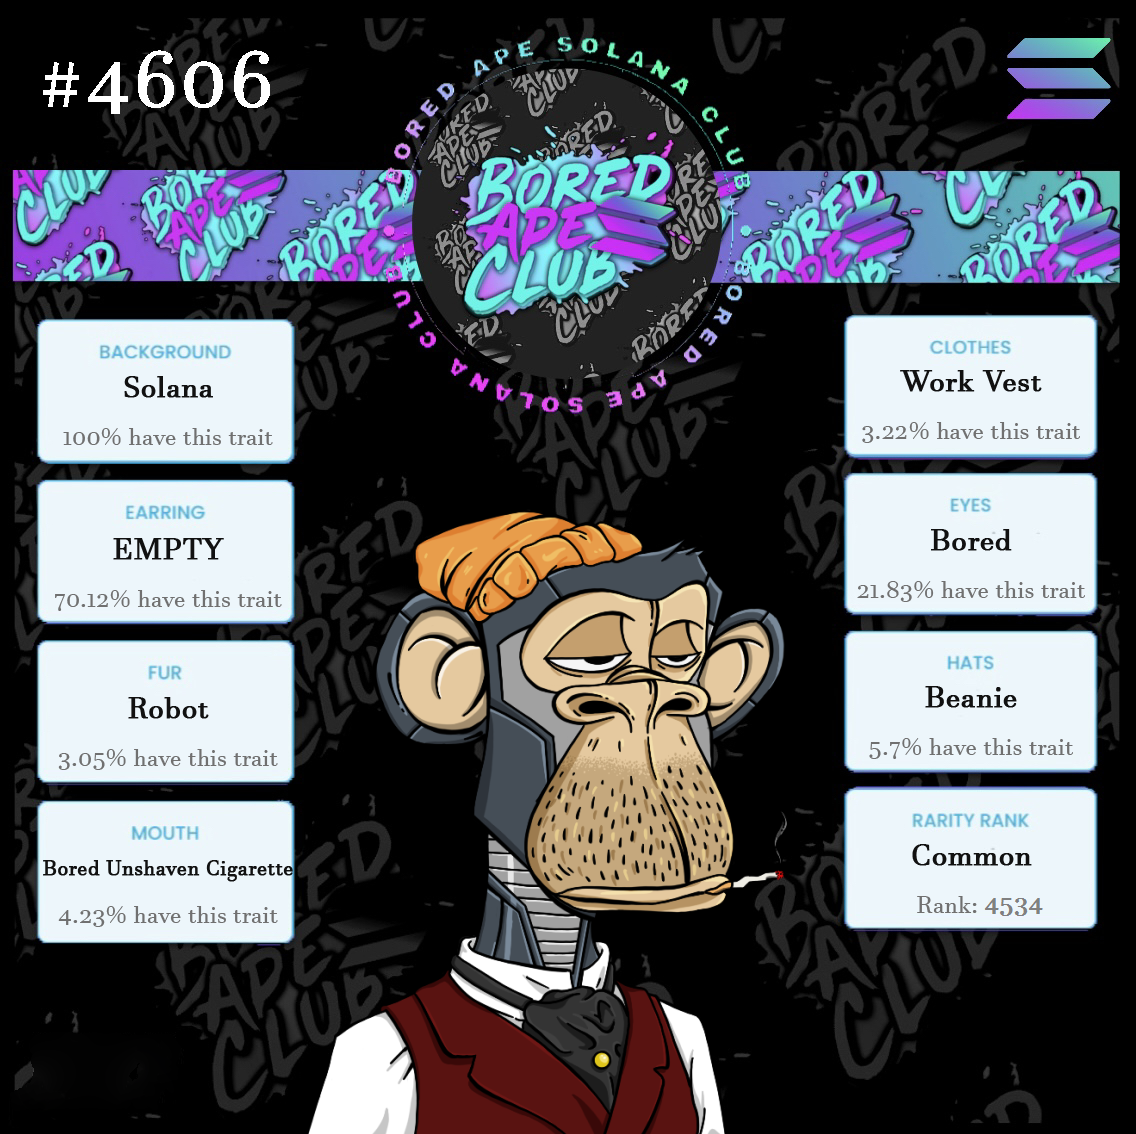 #4606
BORED APE SOLANA CLUB
BORED
APE
CLUB
BORED APE SOLANA CLUB
BACKGROUND
Solana
100% have this trait
EARRING
EMPTY
70.12% have this trait
FUR
Robot
3.05% have this trait
MOUTH
Bored Unshaven Cigarette
4.23% have this trait
CLOTHES
Work Vest
3.22% have this trait
EYES
Bored
21.83% have this trait
HATS
Beanie
5.7% have this trait
RARITY RANK
Common
Rank: 4534